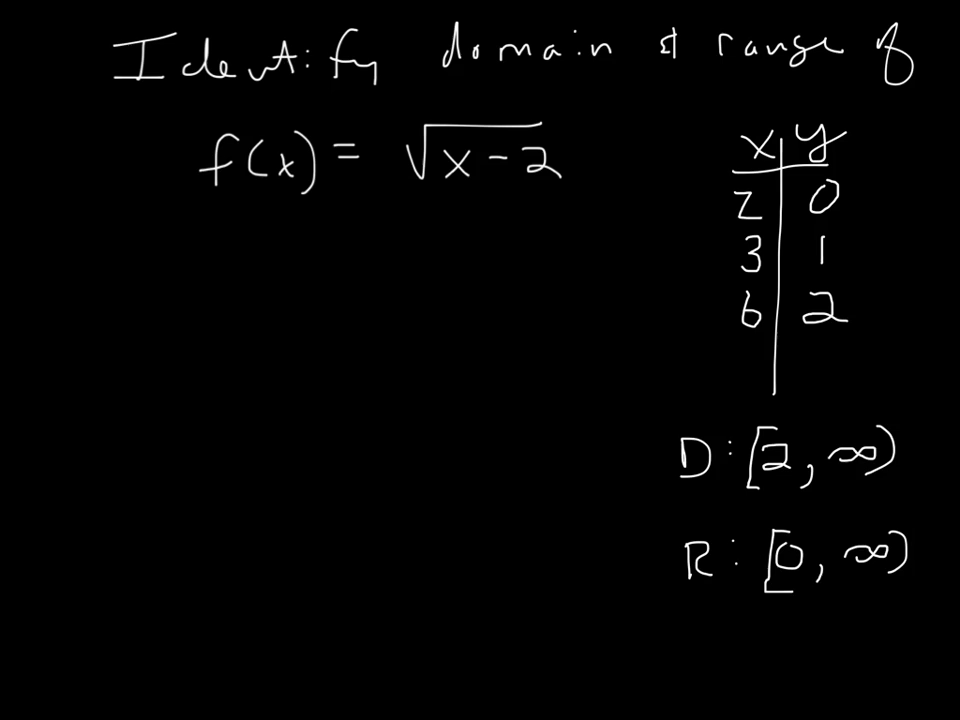 Identify domain & range of
f(x) = √x-2
x y
2 0
3 1
6 2
D: [2, ∞)
R: [0, ∞)